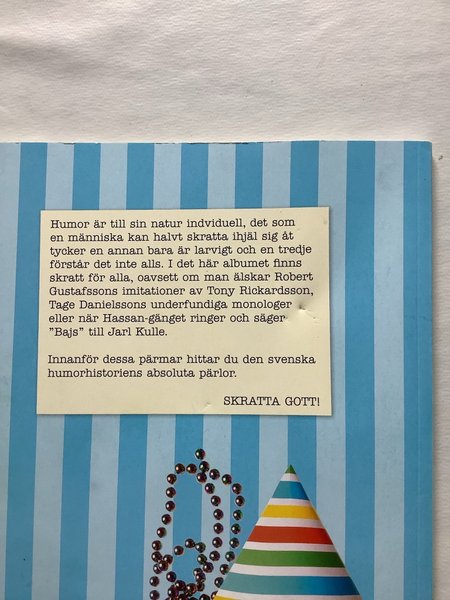 Humor är till sin natur indviduell, det som
en människa kan halvt skratta ihjäl sig åt
tycker en annan bara är larvigt och en tredje
förstår det inte alls. I det här albumet finns
skratt för alla, oavsett om man älskar Robert
Gustafssons imitationer av Tony Rickardsson,
Tage Danielssons underfundiga monologer
eller när Hassan-gänget ringer och säger
”Bajs” till Jarl Kulle.
Innanför dessa pärmar hittar du den svenska
humorhistoriens absoluta pärlor.
SKRATTA GOTT!